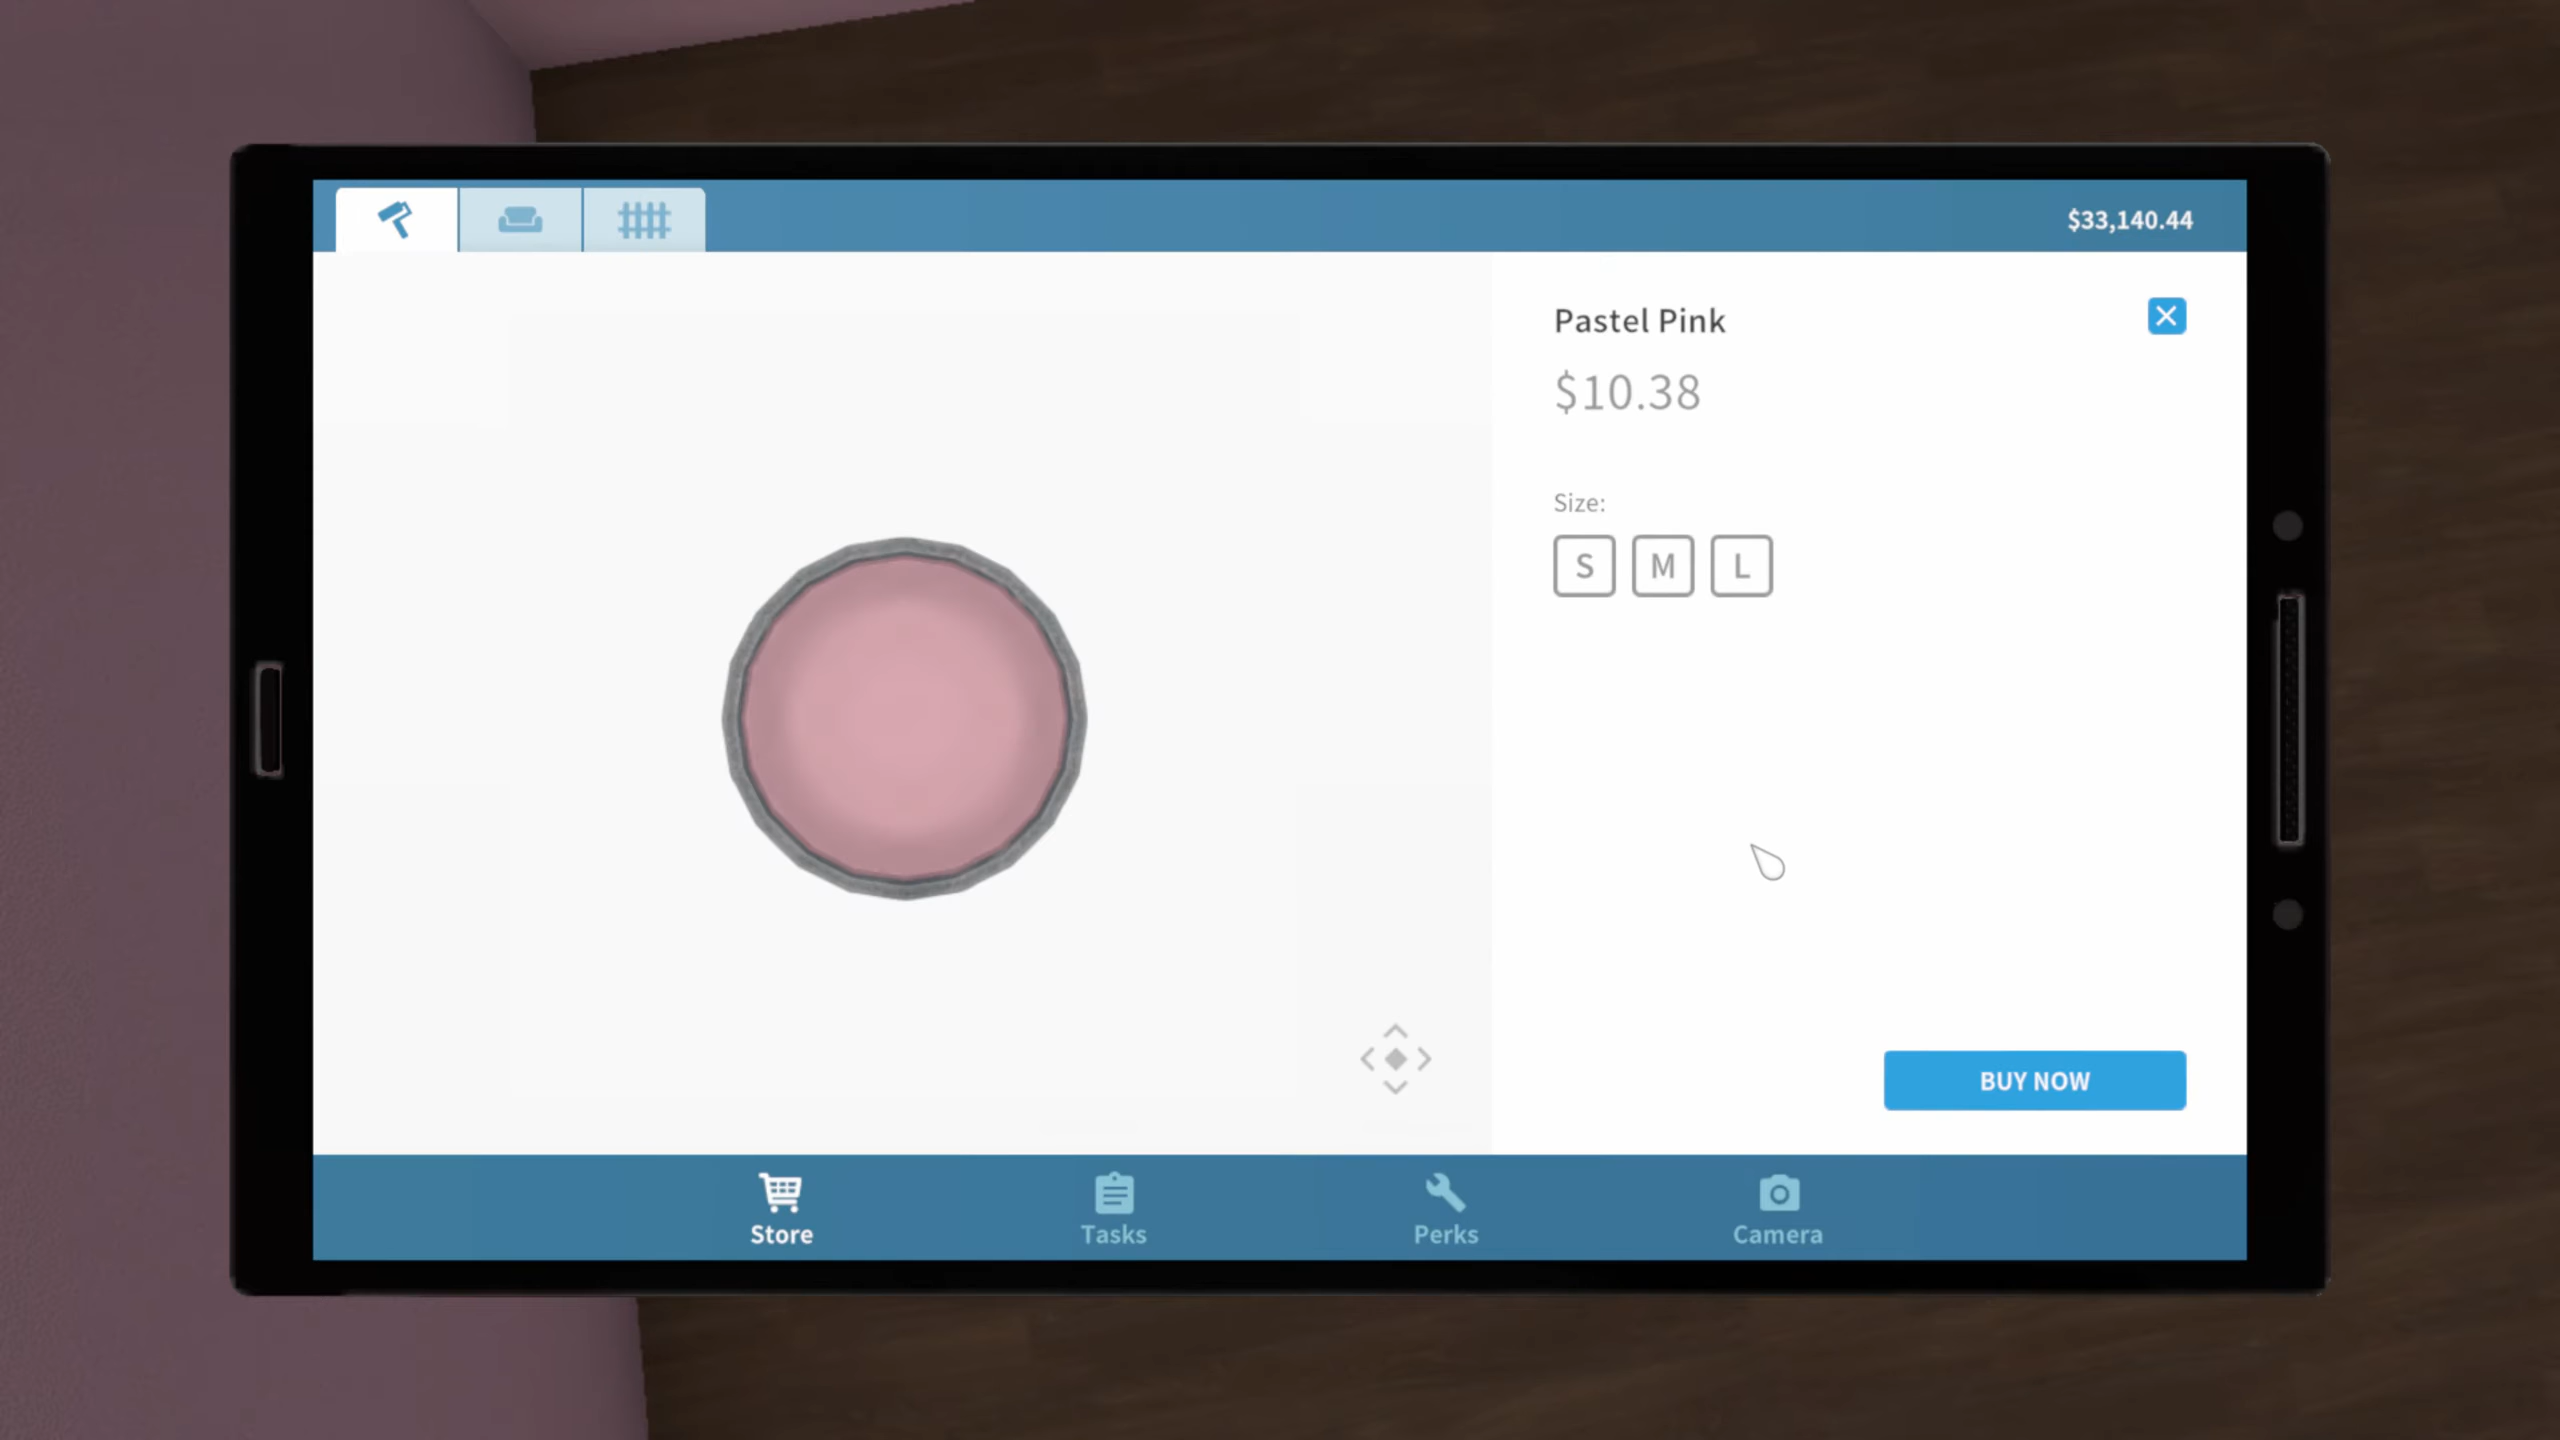 $33,140.44
Pastel Pink
$10.38
Size:
S M L
BUY NOW
Store Tasks Perks Camera